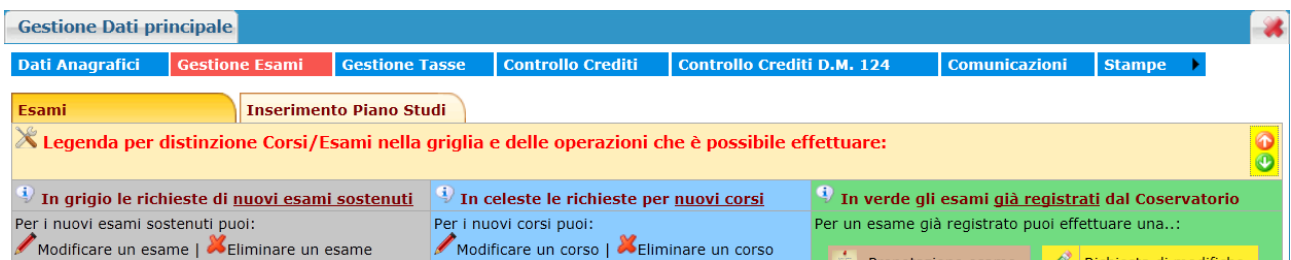 Gestione Dati principale
Dati Anagrafici Gestione Esami Gestione Tasse Controllo Crediti Controllo Crediti D.M. 124 Comunicazioni Stampe
Esami Inserimento Piano Studi
Legenda per distinzione Corsi/Esami nella griglia e delle operazioni che è possibile effettuare:
In grigio le richieste di nuovi esami sostenuti In celeste le richieste per nuovi corsi In verde gli esami già registrati dal Coservatorio
Per i nuovi esami sostenuti puoi: Per i nuovi corsi puoi: Per un esame già registrato puoi effettuare una..:
Modificare un esame | Eliminare un esame Modificare un corso | Eliminare un corso